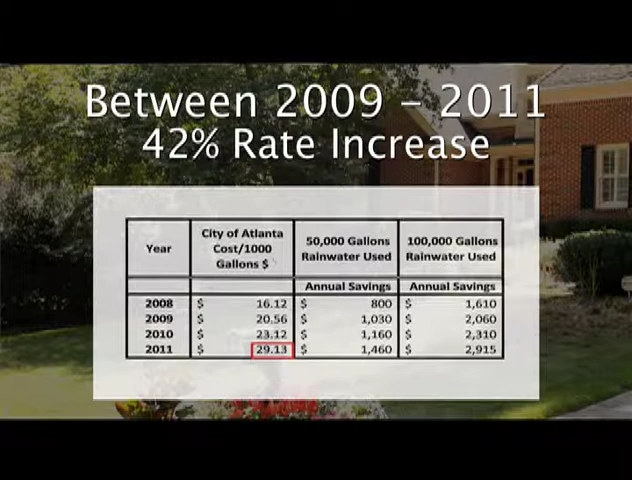 Between 2009 – 2011
42% Rate Increase
Year | City of Atlanta Cost/1000 Gallons $ | 50,000 Gallons Rainwater Used | 100,000 Gallons Rainwater Used
Annual Savings | Annual Savings
2008 $ 16.12 $ 800 $ 1,610
2009 $ 20.56 $ 1,030 $ 2,060
2010 $ 23.12 $ 1,160 $ 2,310
2011 $ 29.13 $ 1,460 $ 2,915